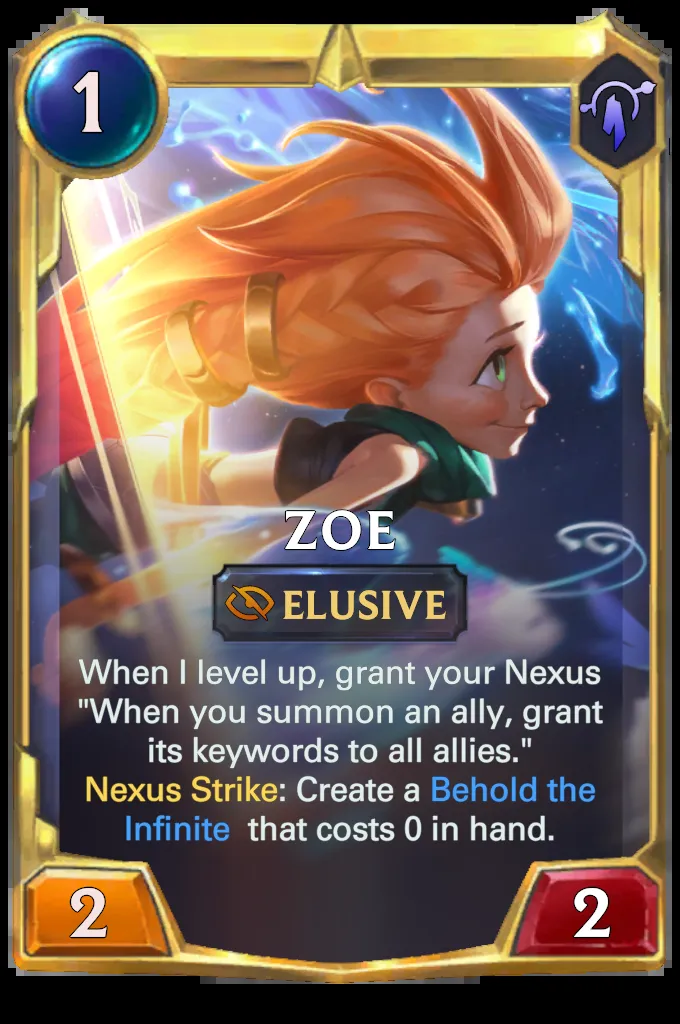 1
ZOE
ELUSIVE
When I level up, grant your Nexus
"When you summon an ally, grant
its keywords to all allies."
Nexus Strike: Create a Behold the
Infinite that costs 0 in hand.
2
2